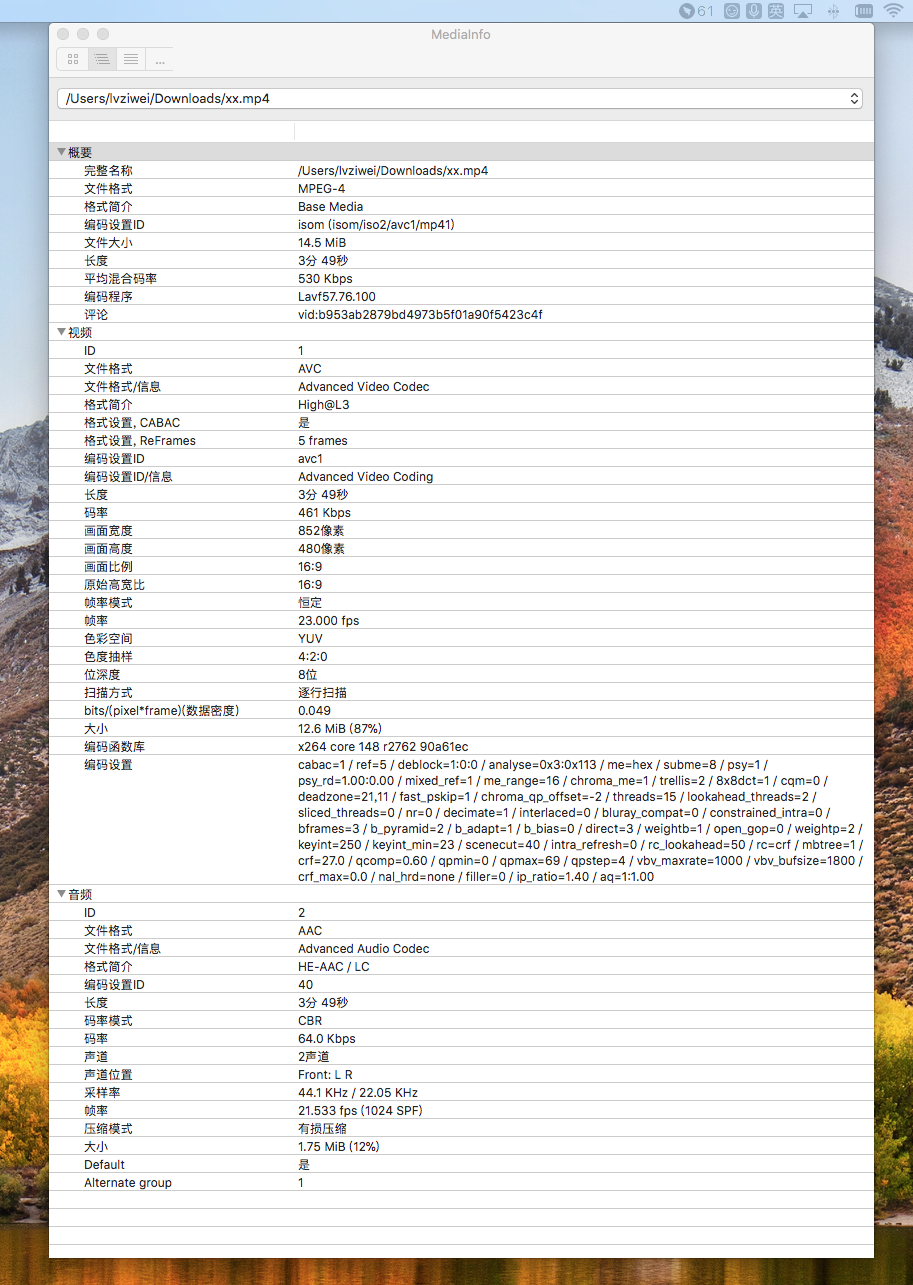 61 英
MediaInfo
...
/Users/lvziwei/Downloads/xx.mp4
概要
完整名称 /Users/lvziwei/Downloads/xx.mp4
文件格式 MPEG-4
格式简介 Base Media
编码设置ID isom (isom/iso2/avc1/mp41)
文件大小 14.5 MiB
长度 3分 49秒
平均混合码率 530 Kbps
编码程序 Lavf57.76.100
评论 vid:b953ab2879bd4973b5f01a90f5423c4f
视频
ID 1
文件格式 AVC
文件格式/信息 Advanced Video Codec
格式简介 High@L3
格式设置, CABAC 是
格式设置, ReFrames 5 frames
编码设置ID avc1
编码设置ID/信息 Advanced Video Coding
长度 3分 49秒
码率 461 Kbps
画面宽度 852像素
画面高度 480像素
画面比例 16:9
原始高宽比 16:9
帧率模式 恒定
帧率 23.000 fps
色彩空间 YUV
色度抽样 4:2:0
位深度 8位
扫描方式 逐行扫描
bits/(pixel*frame)(数据密度) 0.049
大小 12.6 MiB (87%)
编码函数库 x264 core 148 r2762 90a61ec
编码设置 cabac=1 / ref=5 / deblock=1:0:0 / analyse=0x3:0x113 / me=hex / subme=8 / psy=1 /
psy_rd=1.00:0.00 / mixed_ref=1 / me_range=16 / chroma_me=1 / trellis=2 / 8x8dct=1 / cqm=0 /
deadzone=21,11 / fast_pskip=1 / chroma_qp_offset=-2 / threads=15 / lookahead_threads=2 /
sliced_threads=0 / nr=0 / decimate=1 / interlaced=0 / bluray_compat=0 / constrained_intra=0 /
bframes=3 / b_pyramid=2 / b_adapt=1 / b_bias=0 / direct=3 / weightb=1 / open_gop=0 / weightp=2 /
keyint=250 / keyint_min=23 / scenecut=40 / intra_refresh=0 / rc_lookahead=50 / rc=crf / mbtree=1 /
crf=27.0 / qcomp=0.60 / qpmin=0 / qpmax=69 / qpstep=4 / vbv_maxrate=1000 / vbv_bufsize=1800 /
crf_max=0.0 / nal_hrd=none / filler=0 / ip_ratio=1.40 / aq=1:1.00
音频
ID 2
文件格式 AAC
文件格式/信息 Advanced Audio Codec
格式简介 HE-AAC / LC
编码设置ID 40
长度 3分 49秒
码率模式 CBR
码率 64.0 Kbps
声道 2声道
声道位置 Front: L R
采样率 44.1 KHz / 22.05 KHz
帧率 21.533 fps (1024 SPF)
压缩模式 有损压缩
大小 1.75 MiB (12%)
Default 是
Alternate group 1